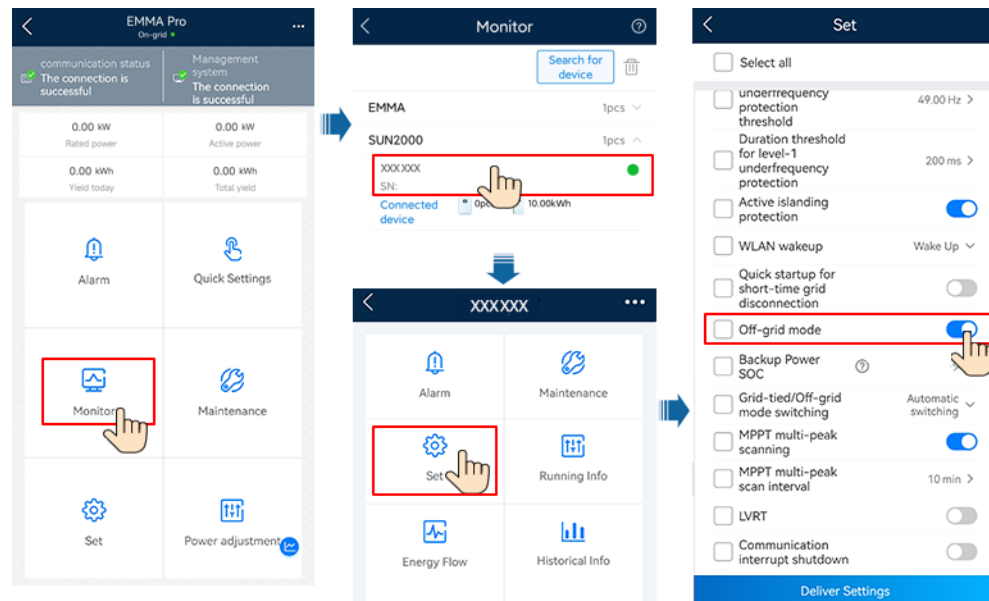 EMMA Pro
On-grid
communication status
The connection is
successful
Management
system
The connection
is successful
0.00 kW
Rated power
0.00 kW
Active power
0.00 kWh
Yield today
0.00 kWh
Total yield
Alarm
Quick Settings
Monitor
Maintenance
Set
Power adjustment
Monitor
Search for
device
EMMA
1pcs
SUN2000
1pcs
XXXXXX
SN:
Connected
device
10.00kWh
XXXXXX
Alarm
Maintenance
Set
Running Info
Energy Flow
Historical Info
Set
Select all
underfrequency
protection
threshold
49.00 Hz
Duration threshold
for level-1
underfrequency
protection
200 ms
Active islanding
protection
WLAN wakeup
Wake Up
Quick startup for
short-time grid
disconnection
Off-grid mode
Backup Power
SOC
Grid-tied/Off-grid
mode switching
Automatic
switching
MPPT multi-peak
scanning
MPPT multi-peak
scan interval
10 min
LVRT
Communication
interrupt shutdown
Deliver Settings